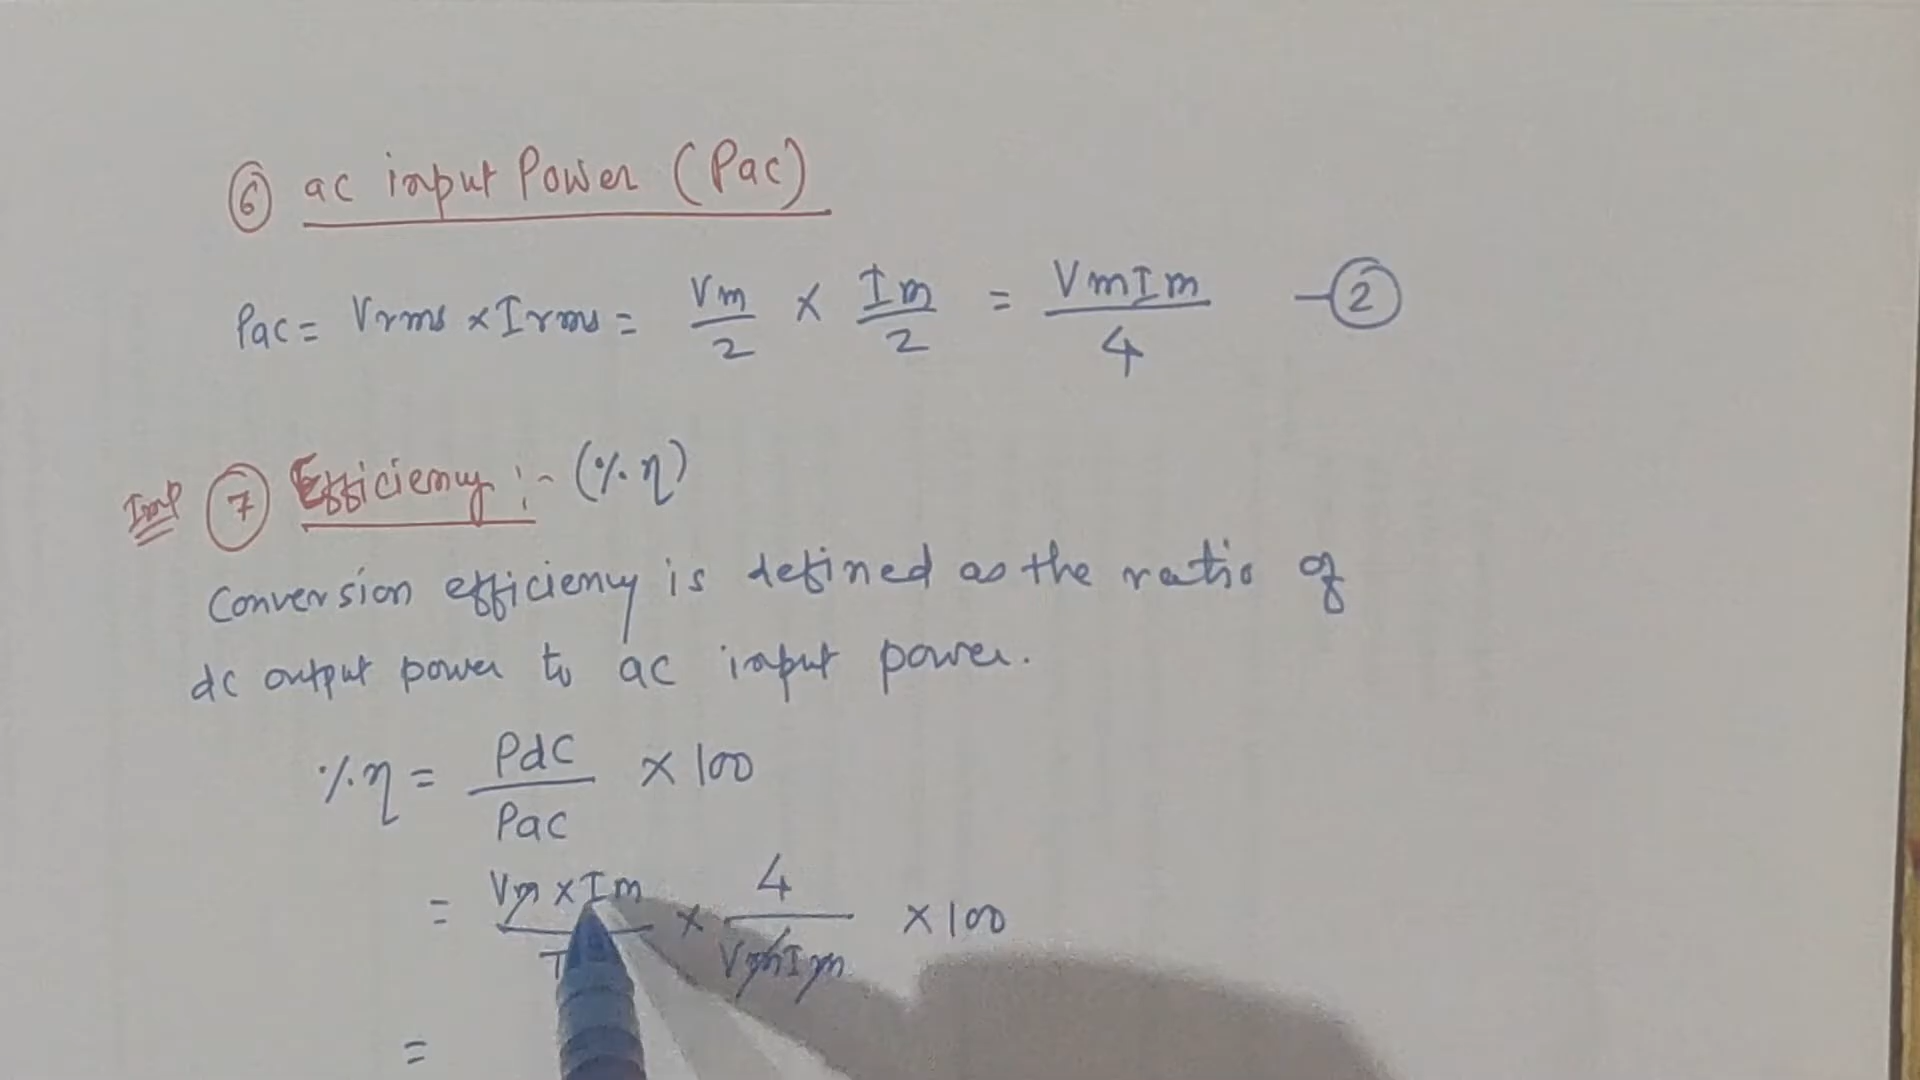 ⑥ ac input Power (Pac)
Pac = Vrms × Irms = Vm/2 × Im/2 = VmIm/4 —②
Imp ⑦ Efficiency :- (% η)
Conversion efficiency is defined as the ratio of
dc output power to ac input power.
% η = Pdc/Pac × 100
= Vm × Im/ × 4/VmIm × 100
=